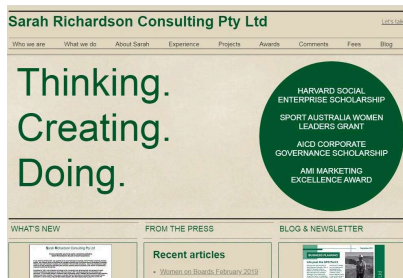 Sarah Richardson Consulting Pty Ltd
Let's talk
Who we are What we do About Sarah Experience Projects Awards Comments Fees Blog
Thinking.
Creating.
Doing.
HARVARD SOCIAL
ENTERPRISE SCHOLARSHIP
SPORT AUSTRALIA WOMEN
LEADERS GRANT
AICD CORPORATE
GOVERNANCE SCHOLARSHIP
AMI MARKETING
EXCELLENCE AWARD
WHAT'S NEW
FROM THE PRESS
BLOG & NEWSLETTER
Sarah Richardson Consulting Pty Ltd
Recent articles
Women on Boards February 2019